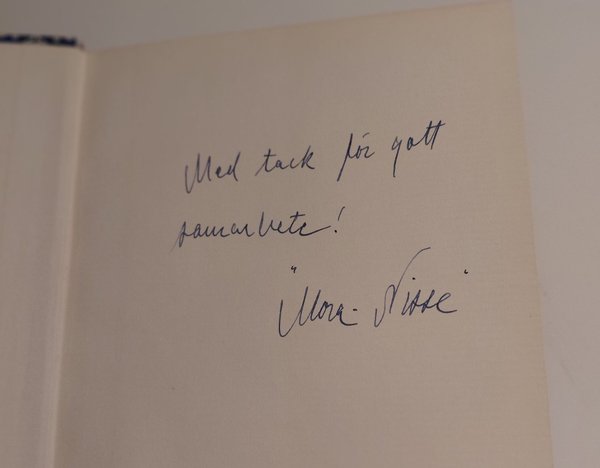 Med tack för gott
samarbete!
"Mora-Nisse"